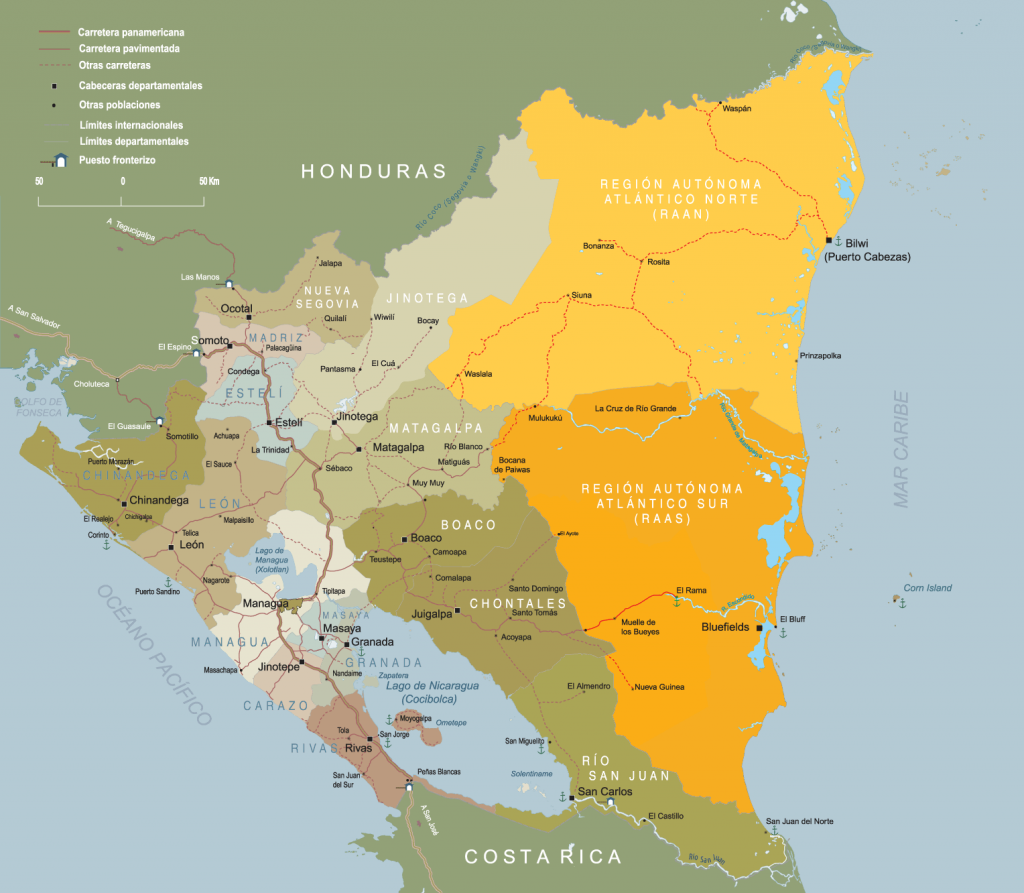 Carretera panamericana
Carretera pavimentada
Otras carreteras
Cabeceras departamentales
Otras poblaciones
Límites internacionales
Límites departamentales
Puesto fronterizo
50 0 50 Km
HONDURAS
Río Coco (Segovia o Wangki)
Río Coco (Segovia o Wangki)
Waspán
REGIÓN AUTÓNOMA
ATLÁNTICO NORTE
(RAAN)
Bonanza
Rosita
Siuna
Bilwi
(Puerto Cabezas)
Prinzapolka
Waslala
A Tegucigalpa
Las Manos
Jalapa
NUEVA
SEGOVIA
Ocotal
Quilalí
JINOTEGA
Wiwilí
Bocay
A San Salvador
El Espino
Somoto
MADRIZ
Palacagüina
Condega
ESTELÍ
Pantasma
El Cuá
Choluteca
GOLFO DE
FONSECA
El Guasaule
Somotillo
Achuapa
Estelí
La Trinidad
Jinotega
MATAGALPA
Matagalpa
Río Blanco
Mulukukú
La Cruz de Río Grande
Río Grande de Matagalpa
Puerto Morazán
CHINANDEGA
El Sauce
Sébaco
Matiguás
Bocana
de Paiwas
Muy Muy
REGIÓN AUTÓNOMA
ATLÁNTICO SUR
(RAAS)
MAR CARIBE
Chinandega
LEÓN
El Realejo
Chichigalpa
Malpaisillo
Corinto
Telica
León
BOACO
Boaco
El Ayote
Lago de
Managua
(Xolotlan)
Teustepe
Camoapa
Comalapa
Nagarote
Puerto Sandino
Tipitapa
Santo Domingo
El Rama
R. Escondido
Corn Island
Managua
MASAYA
Masaya
Juigalpa
CHONTALES
Santo Tomás
Muelle de
los Bueyes
Bluefields
El Bluff
OCÉANO PACÍFICO
MANAGUA
Granada
Acoyapa
Masachapa
Jinotepe
GRANADA
Nandaime
Zapatera
Lago de Nicaragua
(Cocibolca)
El Almendro
Nueva Guinea
CARAZO
Moyogalpa
Ometepe
Tola
San Jorge
RIVAS
Rivas
San Miguelito
San Juan
del Sur
Peñas Blancas
Solentiname
RÍO
SAN JUAN
San Carlos
A San José
El Castillo
San Juan del Norte
COSTA RICA
Río San Juan